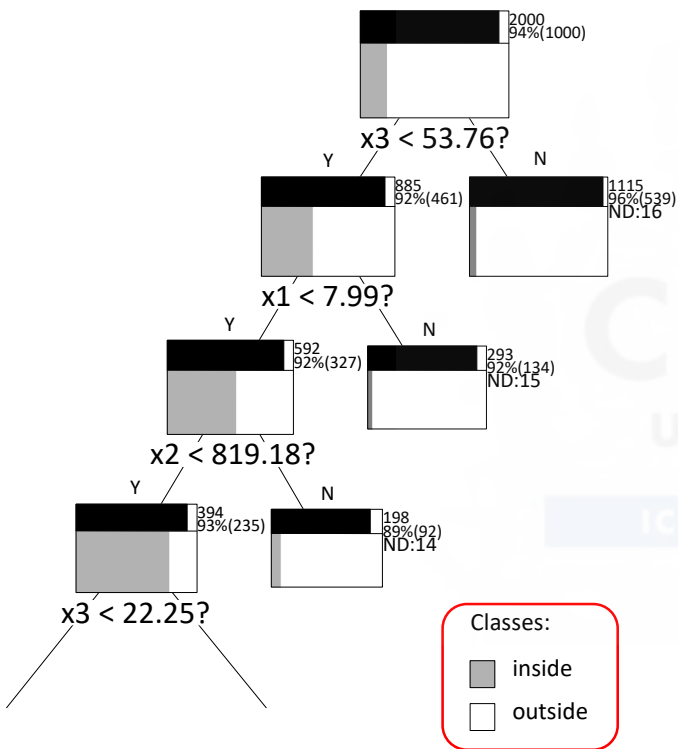 2000
94%(1000)
x3 < 53.76?
Y
N
885
92%(461)
1115
96%(539)
ND:16
x1 < 7.99?
Y
N
592
92%(327)
293
92%(134)
ND:15
x2 < 819.18?
Y
N
394
93%(235)
198
89%(92)
ND:14
x3 < 22.25?
Classes:
inside
outside
C
U
IC